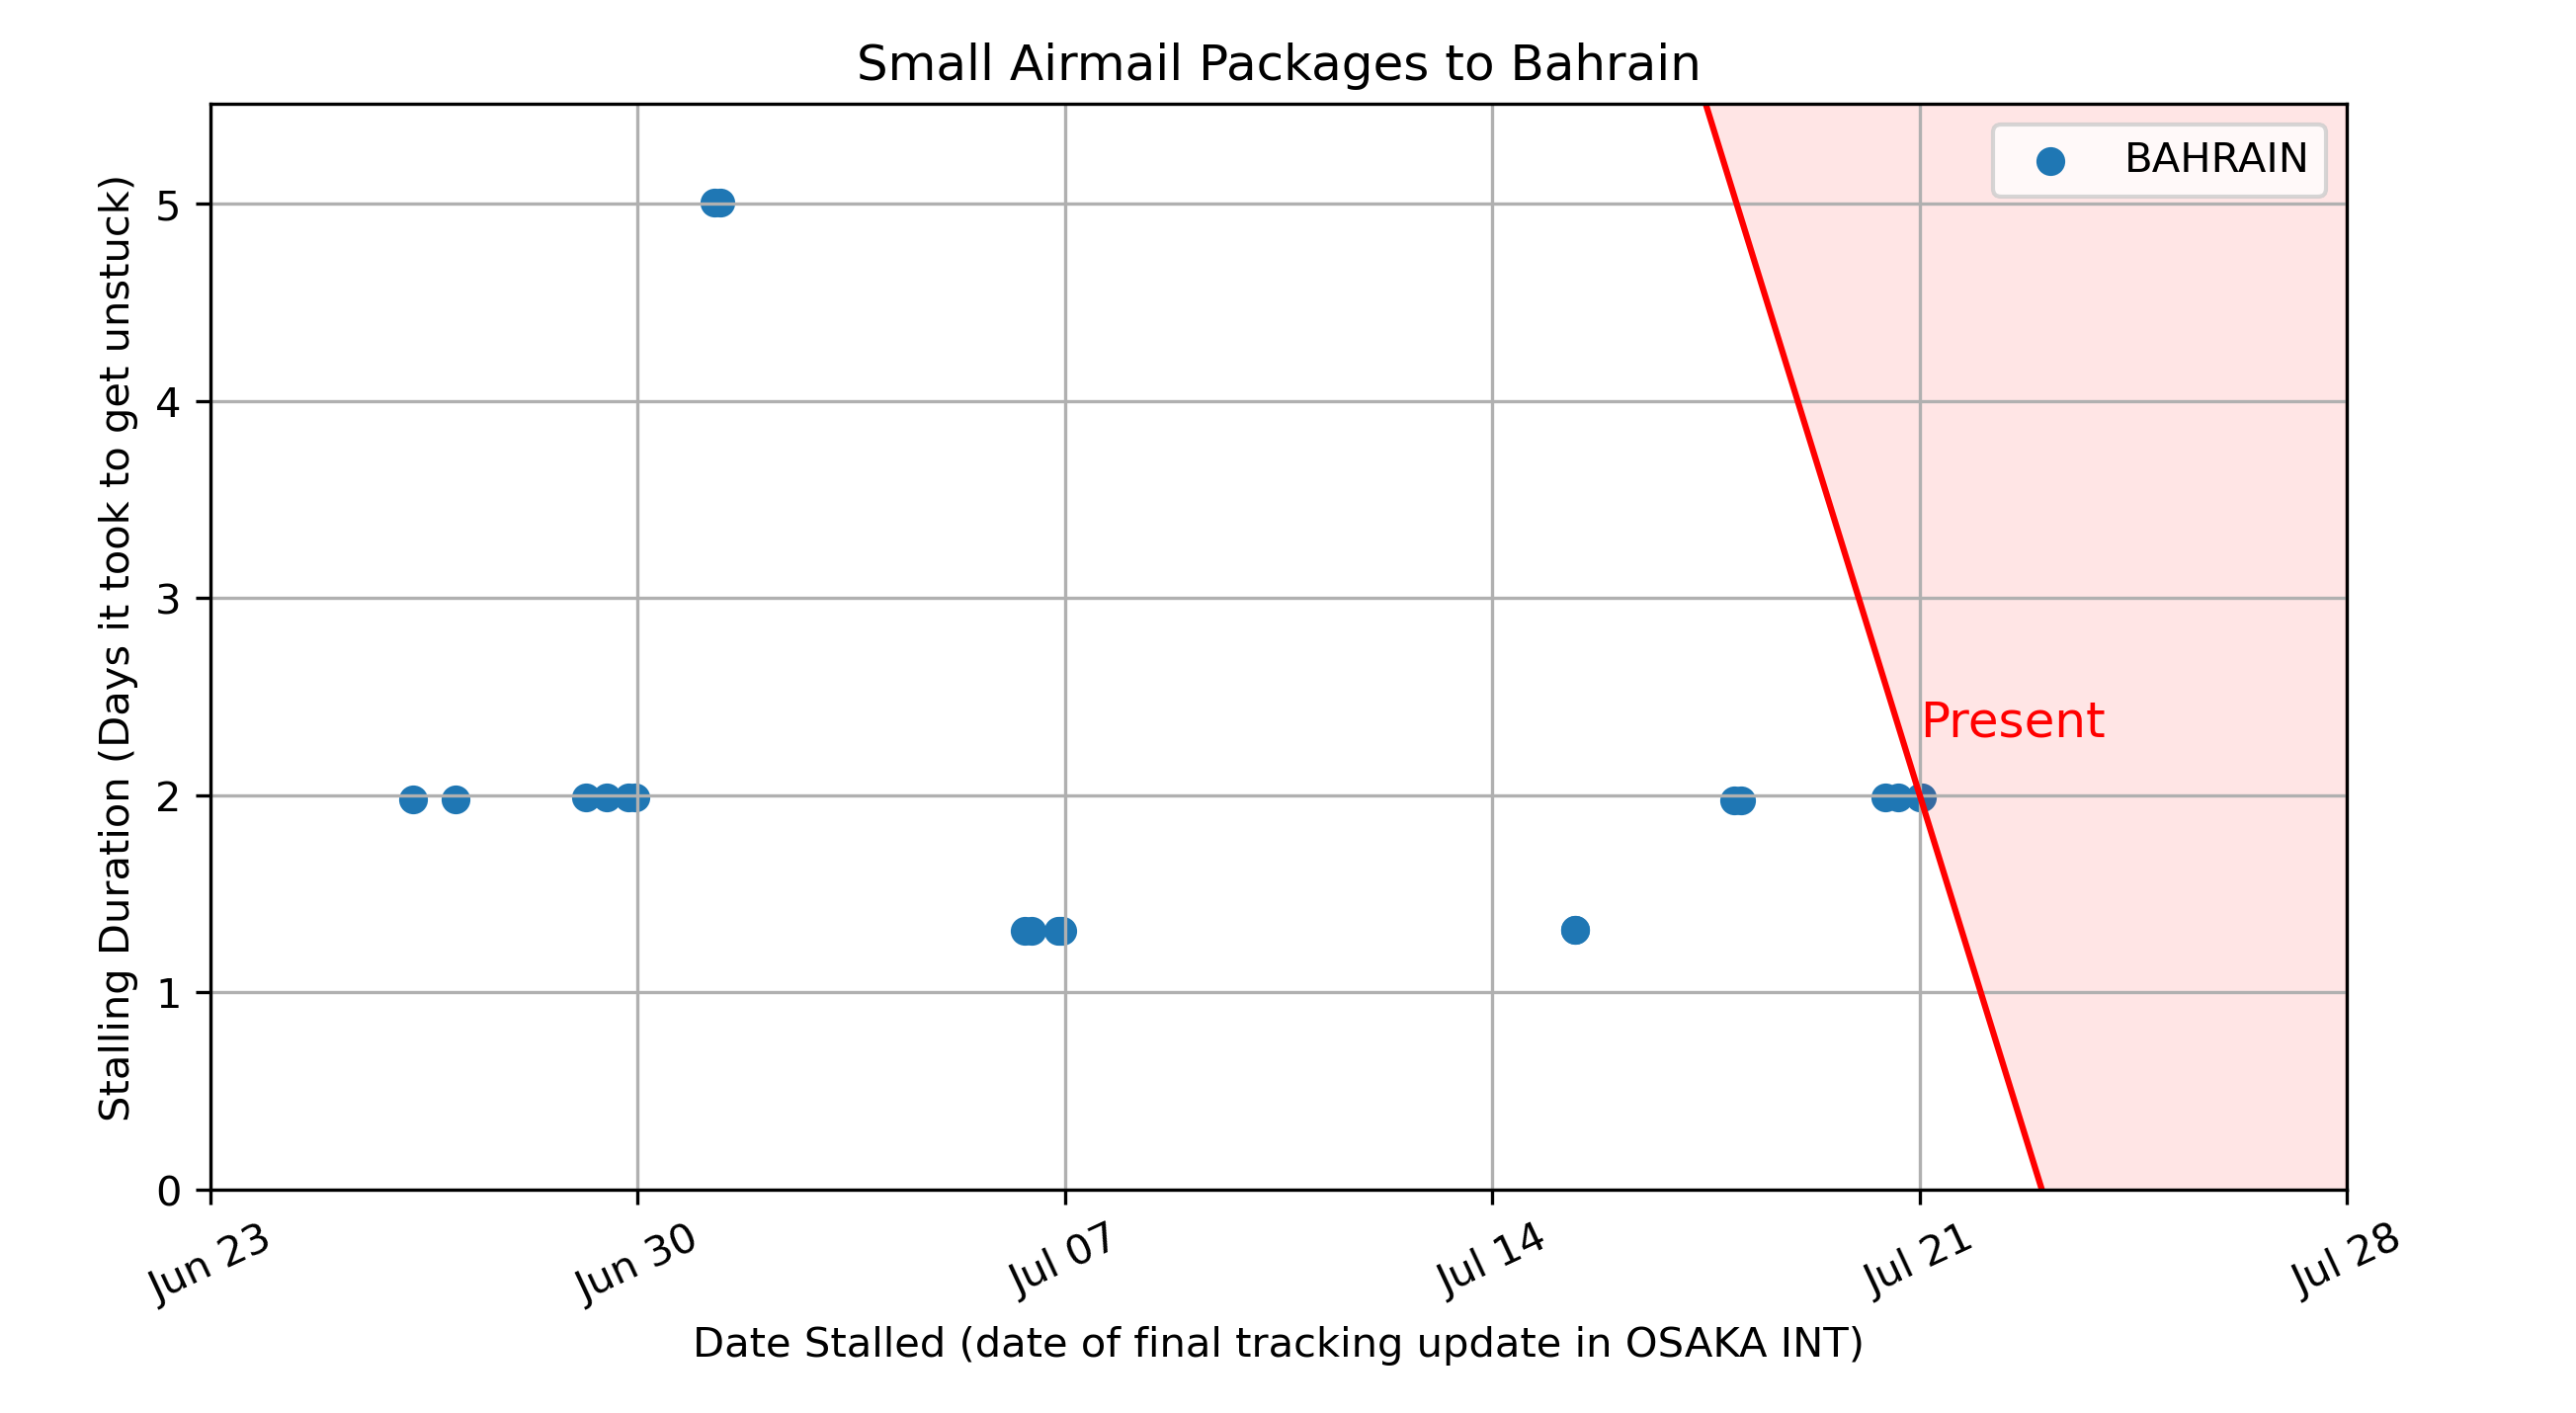 Small Airmail Packages to Bahrain
BAHRAIN
Stalling Duration (Days it took to get unstuck)
5
4
3
2
1
0
Present
Jun 23
Jun 30
Jul 07
Jul 14
Jul 21
Jul 28
Date Stalled (date of final tracking update in OSAKA INT)